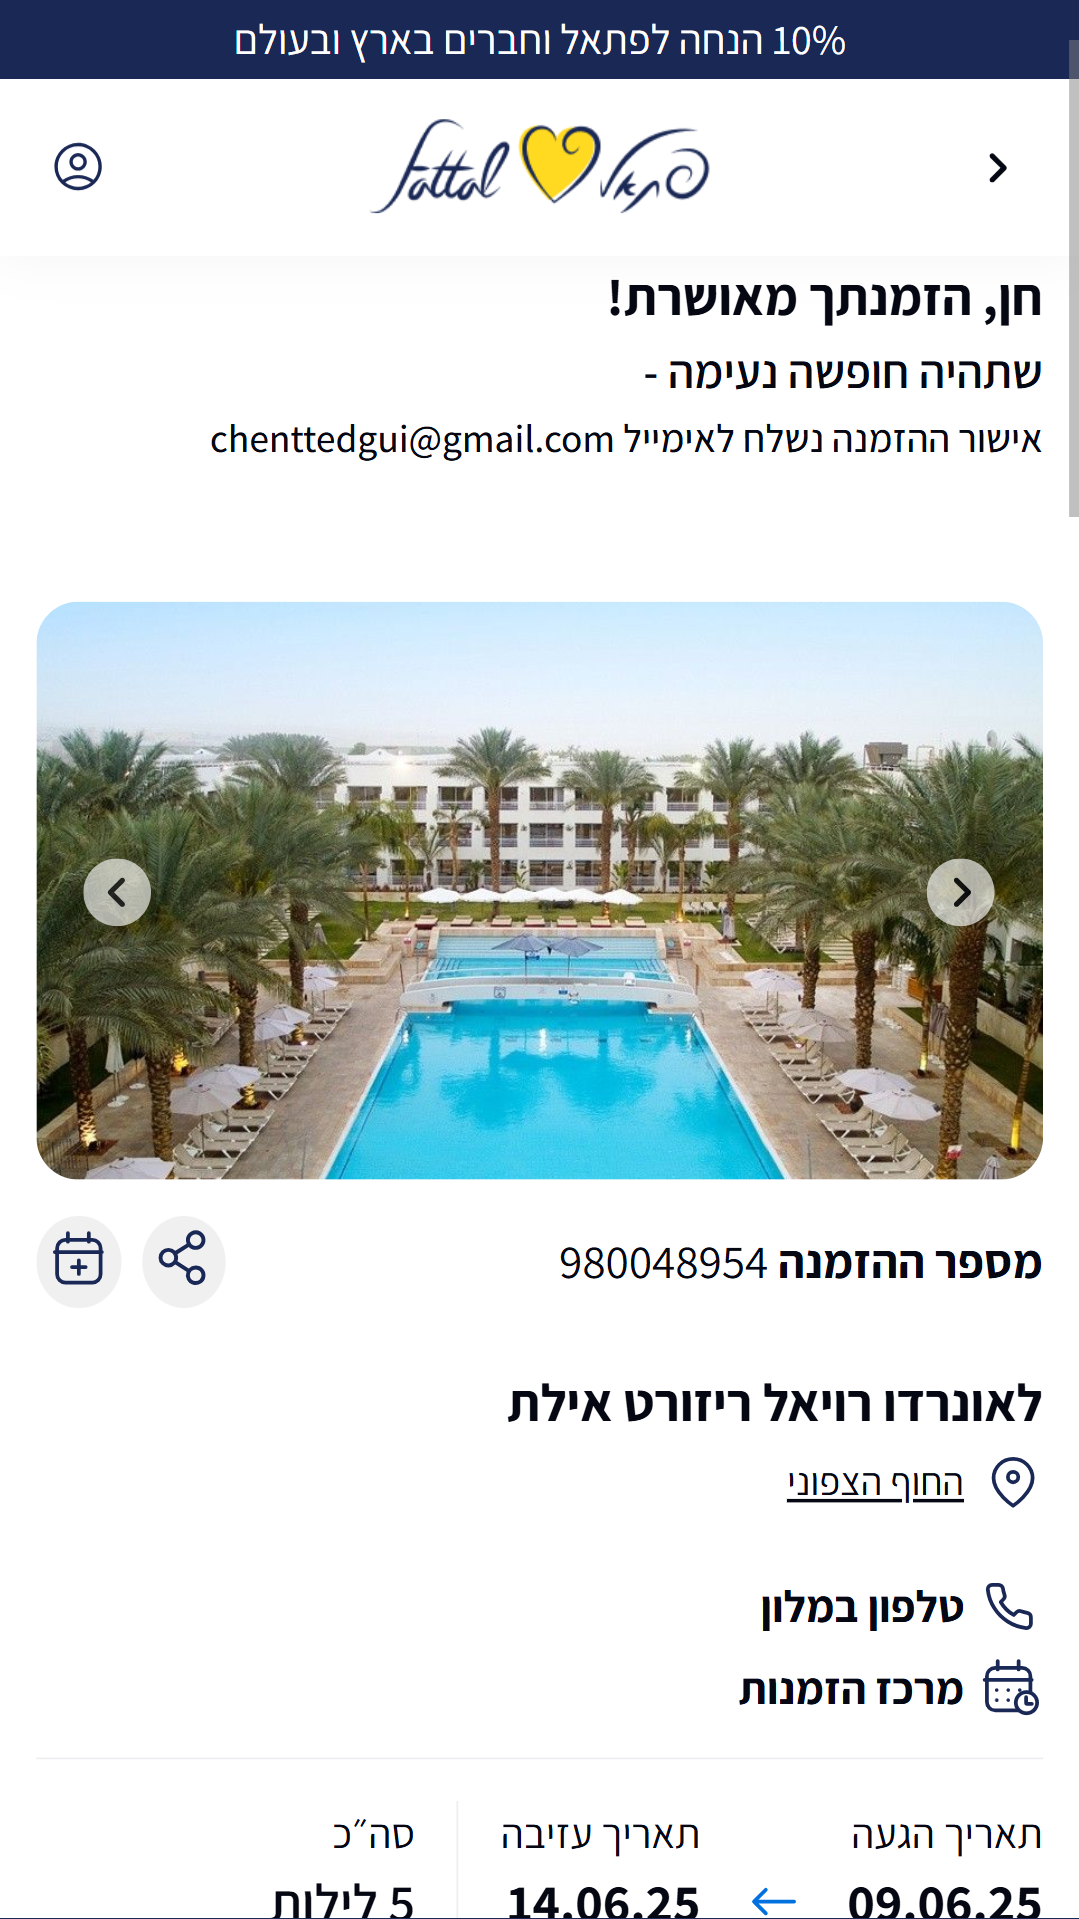 10% הנחה לפתאל וחברים בארץ ובעולם
fattal פתאל
חן, הזמנתך מאושרת!
שתהיה חופשה נעימה -
אישור ההזמנה נשלח לאימייל chenttedgui@gmail.com
מספר ההזמנה 980048954
לאונרדו רויאל ריזורט אילת
החוף הצפוני
טלפון במלון
מרכז הזמנות
תאריך הגעה
09.06.25
תאריך עזיבה
14.06.25
סה״כ
5 לילות